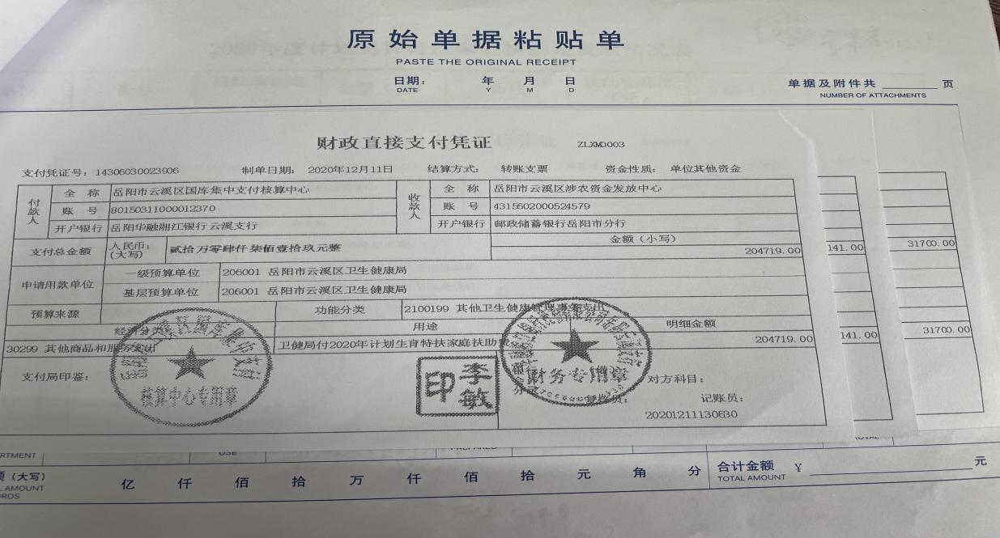 原始单据粘贴单
PASTE THE ORIGINAL RECEIPT
日期： 年 月 日
DATE Y M D
单据及附件共 页
NUMBER OF ATTACHMENTS
财政直接支付凭证 ZLXM0003
支付凭证号：14306030023906 制单日期： 2020年12月11日 结算方式： 转账支票 资金性质： 单位其他资金
付款人 全 称 岳阳市云溪区国库集中支付核算中心 收款人 全 称 岳阳市云溪区涉农资金发放中心
账 号 80150311000012370 账 号 4315602000524579
开户银行 岳阳华融湘江银行云溪支行 开户银行 邮政储蓄银行岳阳市分行
支付总金额 人民币：(大写) 贰拾万零肆仟柒佰壹拾玖元整 金额（小写）
204719.00 141.00 31700.00
申请用款单位 一级预算单位 206001 岳阳市云溪区卫生健康局
基层预算单位 206001 岳阳市云溪区卫生健康局
预算来源 功能分类 2100199 其他卫生健康管理事务支出
经济分类 用途 明细金额
30299 其他商品和服务支出 卫健局付2020年计划生育特扶家庭扶助 204719.00 141.00 31700.00
支付局印鉴： 对方科目：
核算中心专用章
印 李敏
财务专用章
复核员： 记账员：
20201211130630
RTMENT USE PREPARED
（大写） 亿 仟 佰 拾 万 仟 佰 拾 元 角 分 合计金额 ¥ 元
AMOUNT TOTAL AMOUNT
RDS